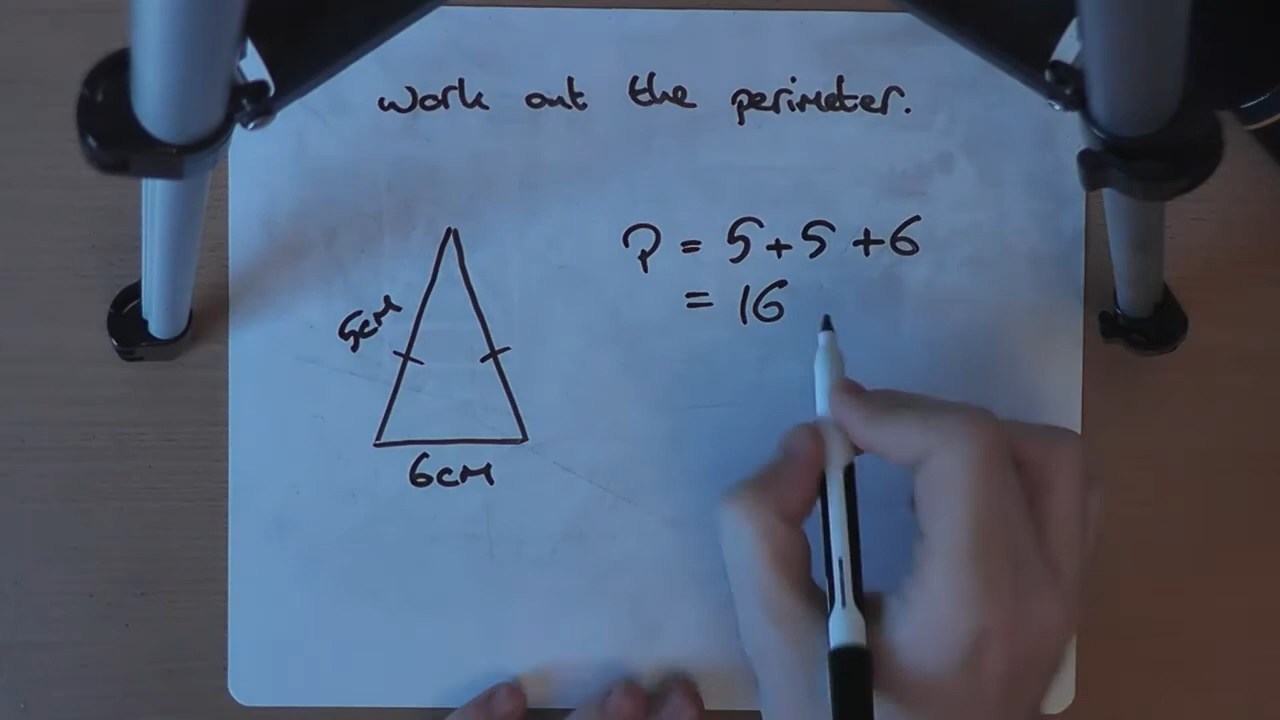 Work out the perimeter.
P = 5+5+6
= 16
5cm
6cm